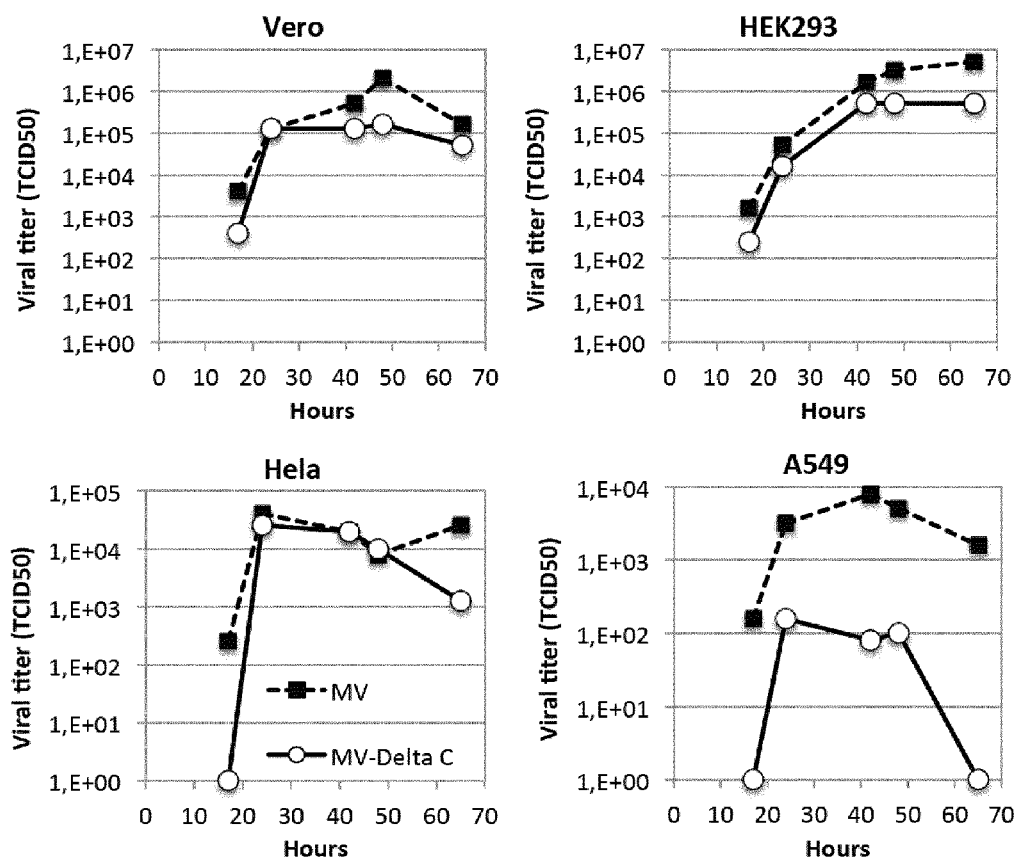 Vero
Viral titer (TCID50)
1,E+07
1,E+06
1,E+05
1,E+04
1,E+03
1,E+02
1,E+01
1,E+00
0 10 20 30 40 50 60 70
Hours
HEK293
Viral titer (TCID50)
1,E+07
1,E+06
1,E+05
1,E+04
1,E+03
1,E+02
1,E+01
1,E+00
0 10 20 30 40 50 60 70
Hours
Hela
Viral titer (TCID50)
1,E+05
1,E+04
1,E+03
1,E+02
1,E+01
1,E+00
MV
MV-Delta C
0 10 20 30 40 50 60 70
Hours
A549
Viral titer (TCID50)
1,E+04
1,E+03
1,E+02
1,E+01
1,E+00
0 10 20 30 40 50 60 70
Hours